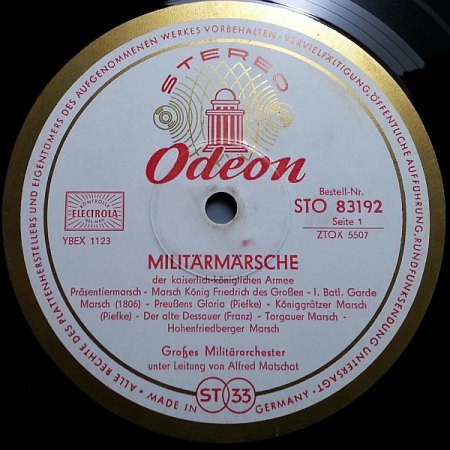 ALLE RECHTE DES PLATTENHERSTELLERS UND EIGENTÜMERS DES AUFGENOMMENEN WERKES VORBEHALTEN · VERVIELFÄLTIGUNG, ÖFFENTLICHE AUFFÜHRUNG, RUNDFUNKSENDUNG UNTERSAGT ·
STEREO
Odeon
KONTROLLE
ELECTROLA
YBEX 1123
Bestell-Nr.
STO 83192
Seite 1
ZTOX 5507
MILITÄRMÄRSCHE
der kaiserlich-königlichen Armee
Präsentiermarsch - Marsch König Friedrich des Großen - I. Batl. Garde
Marsch (1806) - Preußens Gloria (Piefke) - Königgrätzer Marsch
(Piefke) - Der alte Dessauer (Franz) - Torgauer Marsch -
Hohenfriedberger Marsch
Großes Militärorchester
unter Leitung von Alfred Matschat
MADE IN ST 33 GERMANY